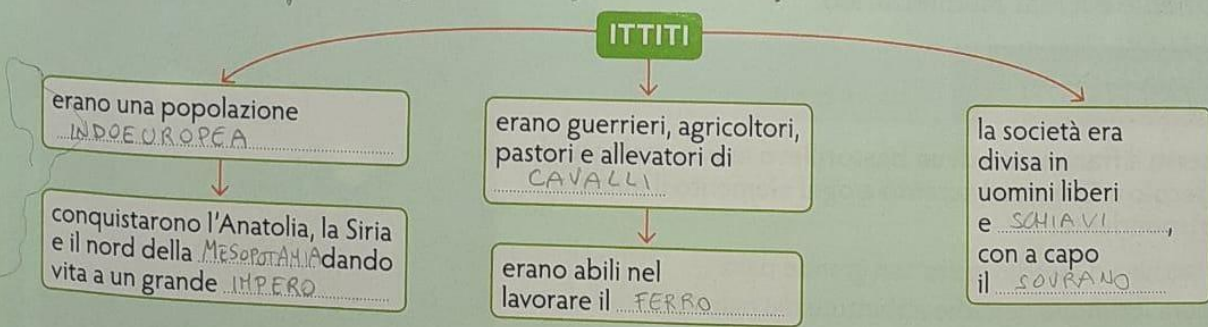 ITTITI
erano una popolazione
INDOEUROPEA
conquistarono l'Anatolia, la Siria
e il nord della MESOPOTAMIA dando
vita a un grande IMPERO
erano guerrieri, agricoltori,
pastori e allevatori di
CAVALLI
erano abili nel
lavorare il FERRO
la società era
divisa in
uomini liberi
e SCHIAVI,
con a capo
il SOVRANO